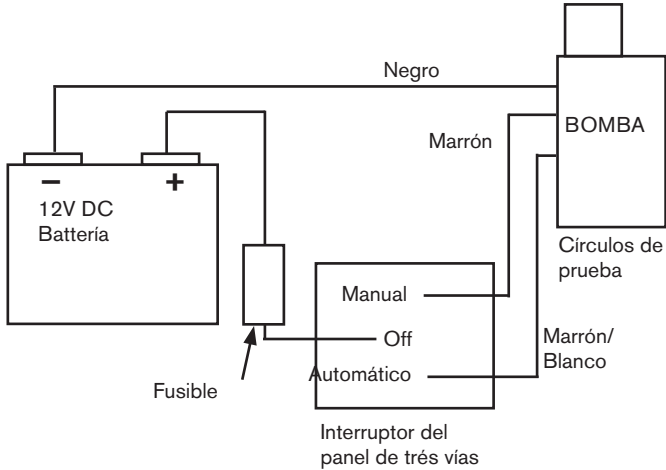 Negro
BOMBA
Marrón
−
+
12V DC
Battería
Círculos de
prueba
Manual
Off
Marrón/
Blanco
Automático
Fusible
Interruptor del
panel de trés vías